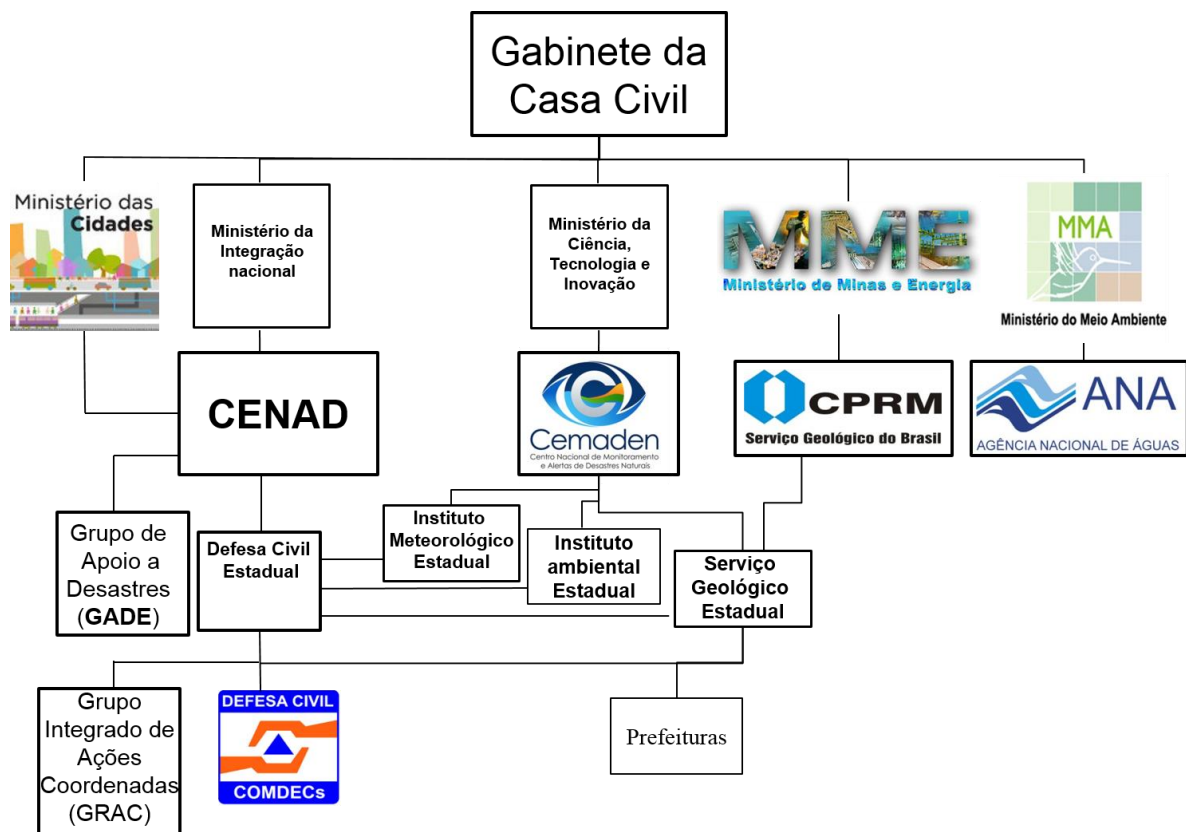 Gabinete da
Casa Civil
Ministério das
Cidades
Ministério da
Integração
nacional
Ministério da
Ciência,
Tecnologia e
Inovação
MME
Ministério de Minas e Energia
MMA
Ministério do Meio Ambiente
CENAD
Cemaden
Centro Nacional de Monitoramento
e Alertas de Desastres Naturais
CPRM
Serviço Geológico do Brasil
ANA
AGÊNCIA NACIONAL DE ÁGUAS
Grupo de
Apoio a
Desastres
(GADE)
Defesa Civil
Estadual
Instituto
Meteorológico
Estadual
Instituto
ambiental
Estadual
Serviço
Geológico
Estadual
Grupo
Integrado de
Ações
Coordenadas
(GRAC)
DEFESA CIVIL
COMDECs
Prefeituras